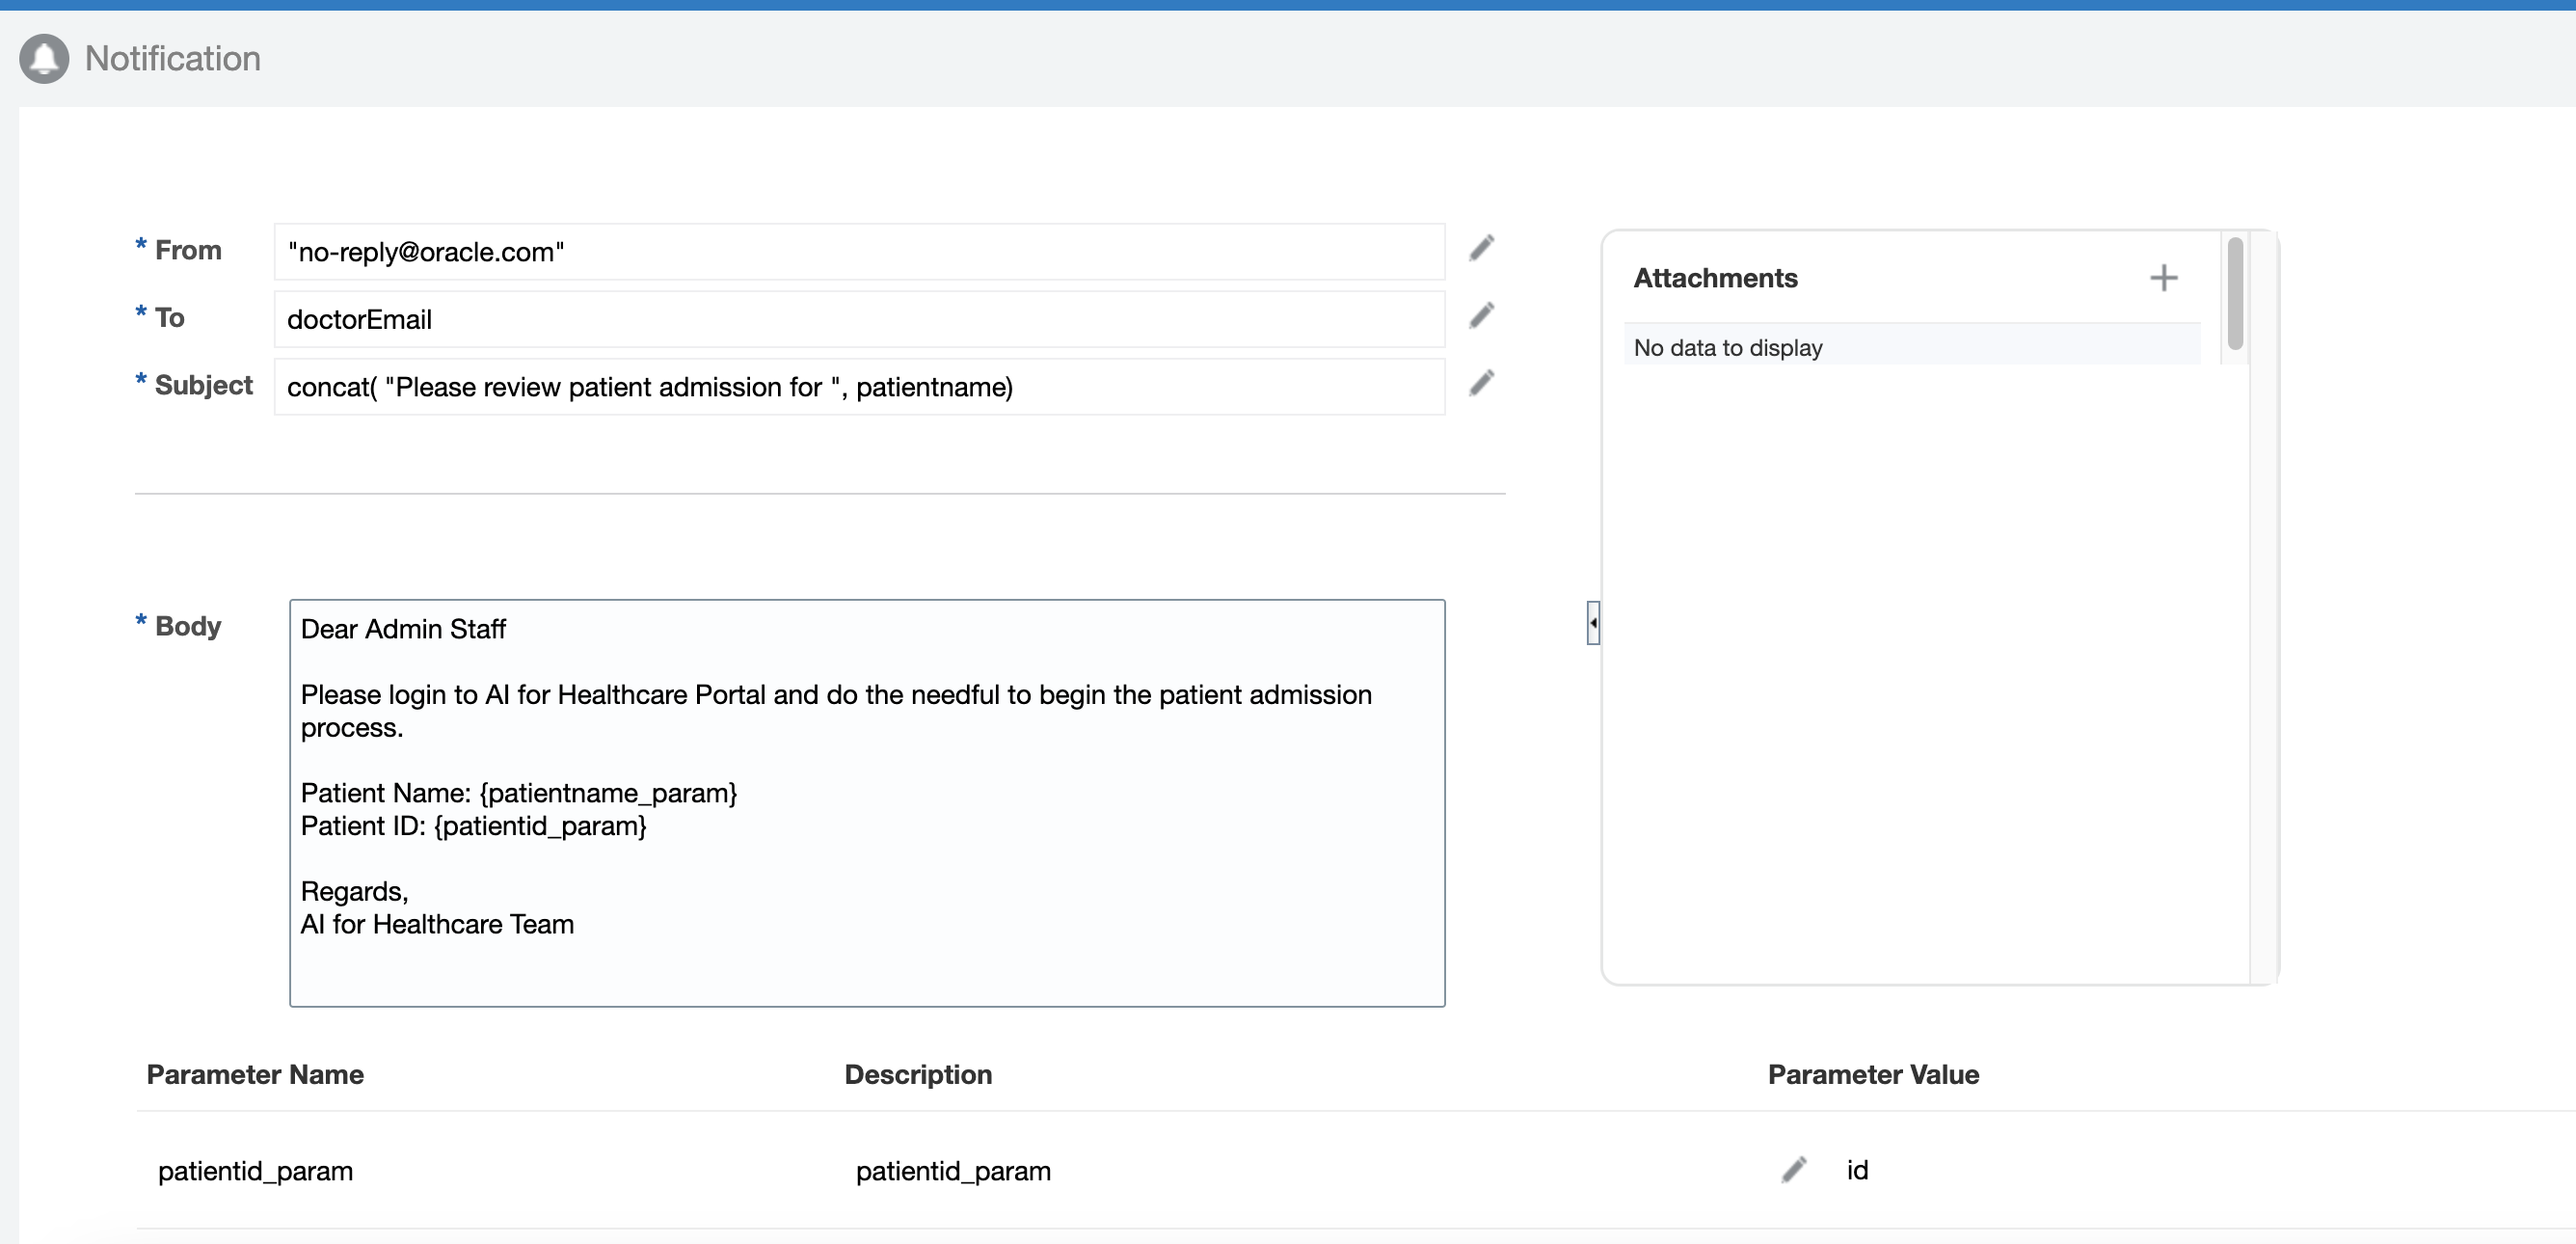 Notification
* From "no-reply@oracle.com"
* To doctorEmail
* Subject concat( "Please review patient admission for ", patientname)
Attachments +
No data to display
* Body
Dear Admin Staff
Please login to AI for Healthcare Portal and do the needful to begin the patient admission
process.
Patient Name: {patientname_param}
Patient ID: {patientid_param}
Regards,
AI for Healthcare Team
Parameter Name Description Parameter Value
patientid_param patientid_param id